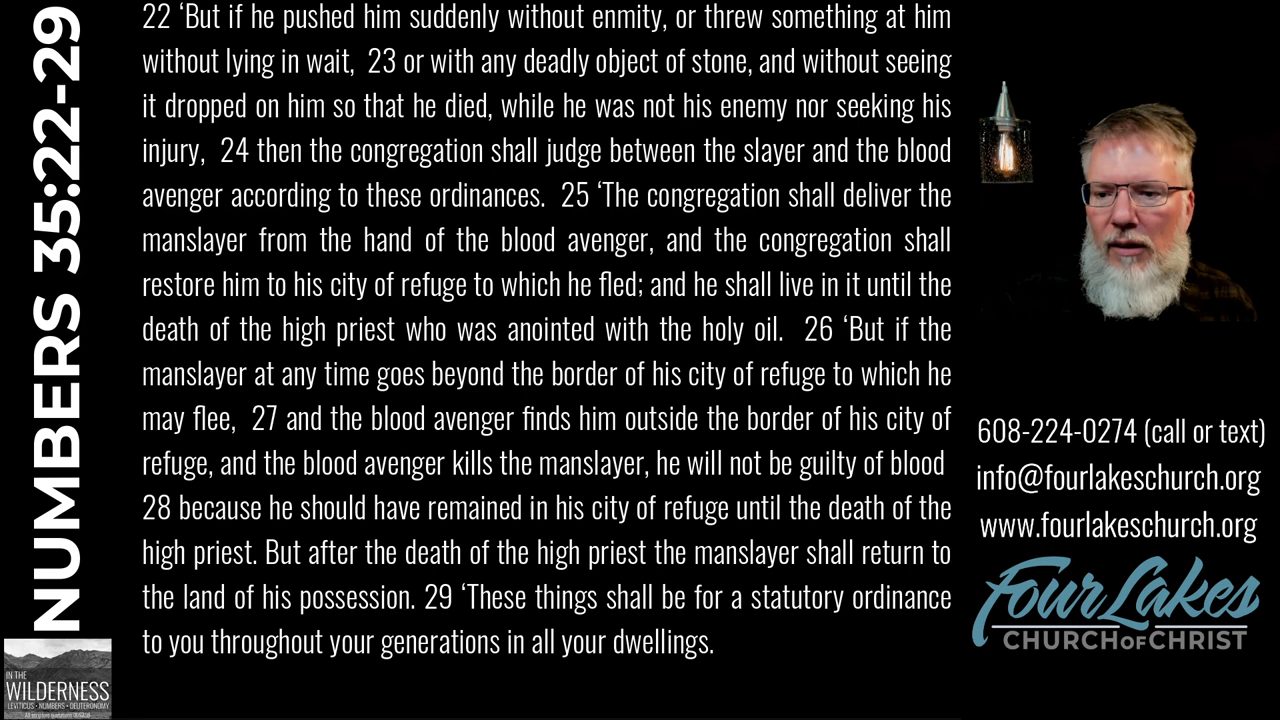 NUMBERS 35:22-29
22 ‘But if he pushed him suddenly without enmity, or threw something at him
without lying in wait,  23 or with any deadly object of stone, and without seeing
it dropped on him so that he died, while he was not his enemy nor seeking his
injury,  24 then the congregation shall judge between the slayer and the blood
avenger according to these ordinances.  25 ‘The congregation shall deliver the
manslayer from the hand of the blood avenger, and the congregation shall
restore him to his city of refuge to which he fled; and he shall live in it until the
death of the high priest who was anointed with the holy oil.  26 ‘But if the
manslayer at any time goes beyond the border of his city of refuge to which he
may flee,  27 and the blood avenger finds him outside the border of his city of
refuge, and the blood avenger kills the manslayer, he will not be guilty of blood
28 because he should have remained in his city of refuge until the death of the
high priest. But after the death of the high priest the manslayer shall return to
the land of his possession. 29 ‘These things shall be for a statutory ordinance
to you throughout your generations in all your dwellings.
608-224-0274 (call or text)
info@fourlakeschurch.org
www.fourlakeschurch.org
Four Lakes
CHURCH OF CHRIST
IN THE
WILDERNESS
LEVITICUS • NUMBERS • DEUTERONOMY